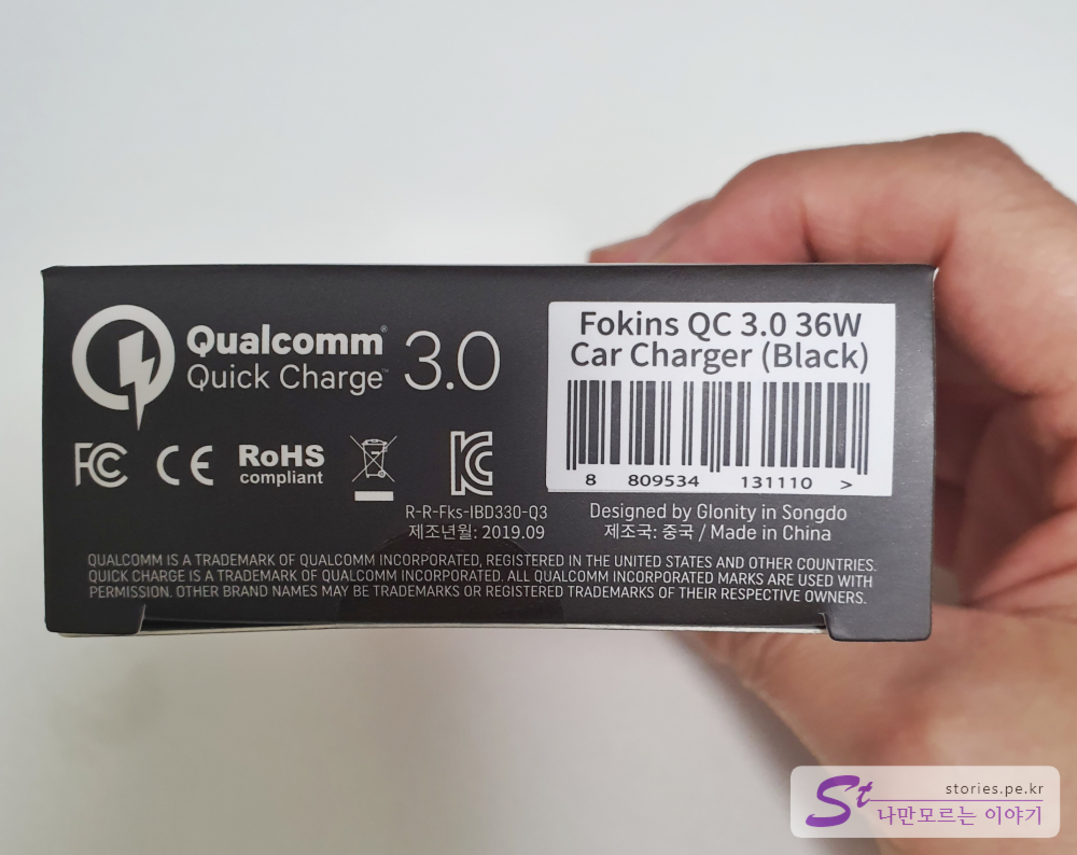 Qualcomm® Quick Charge™ 3.0
FC CE RoHS compliant KC
R-R-Fks-IBD330-Q3
제조년월: 2019.09
Fokins QC 3.0 36W
Car Charger (Black)
8 809534 131110 >
Designed by Glonity in Songdo
제조국: 중국 / Made in China
QUALCOMM IS A TRADEMARK OF QUALCOMM INCORPORATED, REGISTERED IN THE UNITED STATES AND OTHER COUNTRIES.
QUICK CHARGE IS A TRADEMARK OF QUALCOMM INCORPORATED. ALL QUALCOMM INCORPORATED MARKS ARE USED WITH
PERMISSION. OTHER BRAND NAMES MAY BE TRADEMARKS OR REGISTERED TRADEMARKS OF THEIR RESPECTIVE OWNERS.
St stories.pe.kr
나만모르는 이야기